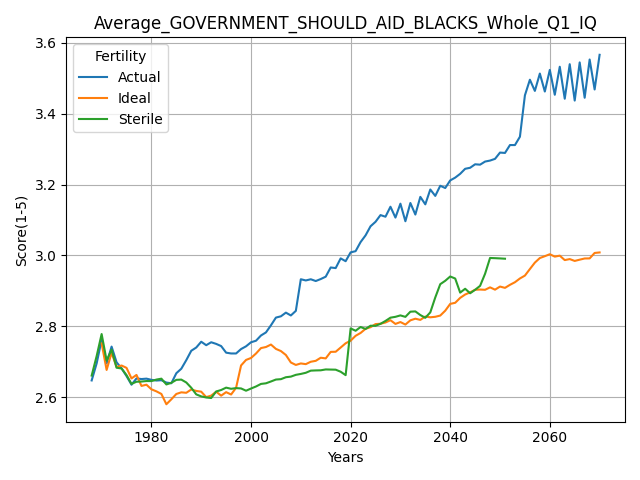 Average_GOVERNMENT_SHOULD_AID_BLACKS_Whole_Q1_IQ
Fertility
Actual
Ideal
Sterile
3.6
3.4
3.2
3.0
2.8
2.6
Score(1-5)
1980 2000 2020 2040 2060
Years